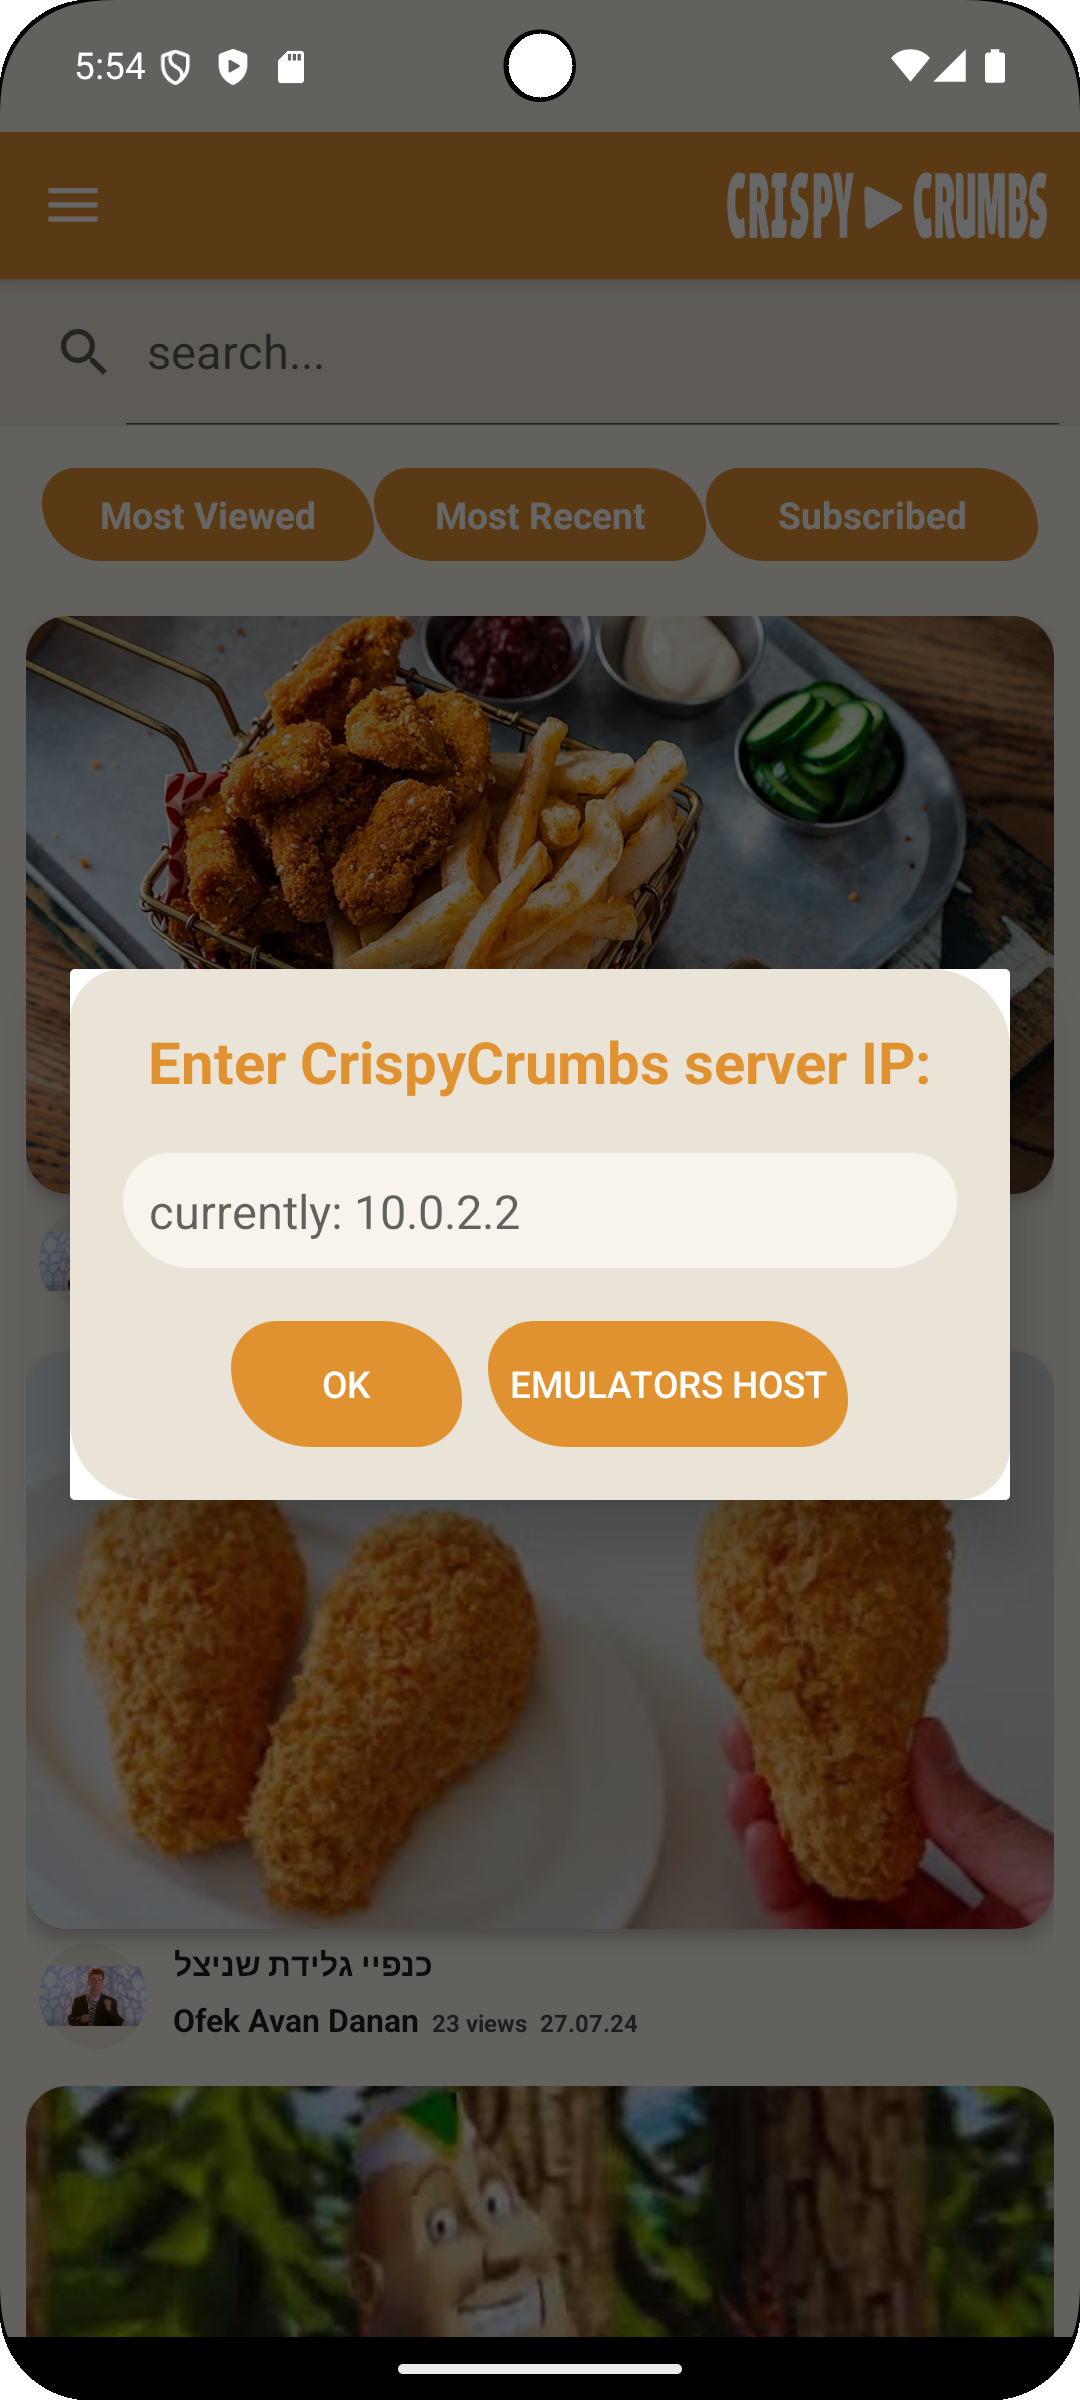 5:54
CRISPY CRUMBS
search...
Most Viewed
Most Recent
Subscribed
Enter CrispyCrumbs server IP:
currently: 10.0.2.2
OK
EMULATORS HOST
כנפיי גלידת שניצל
Ofek Avan Danan 23 views 27.07.24